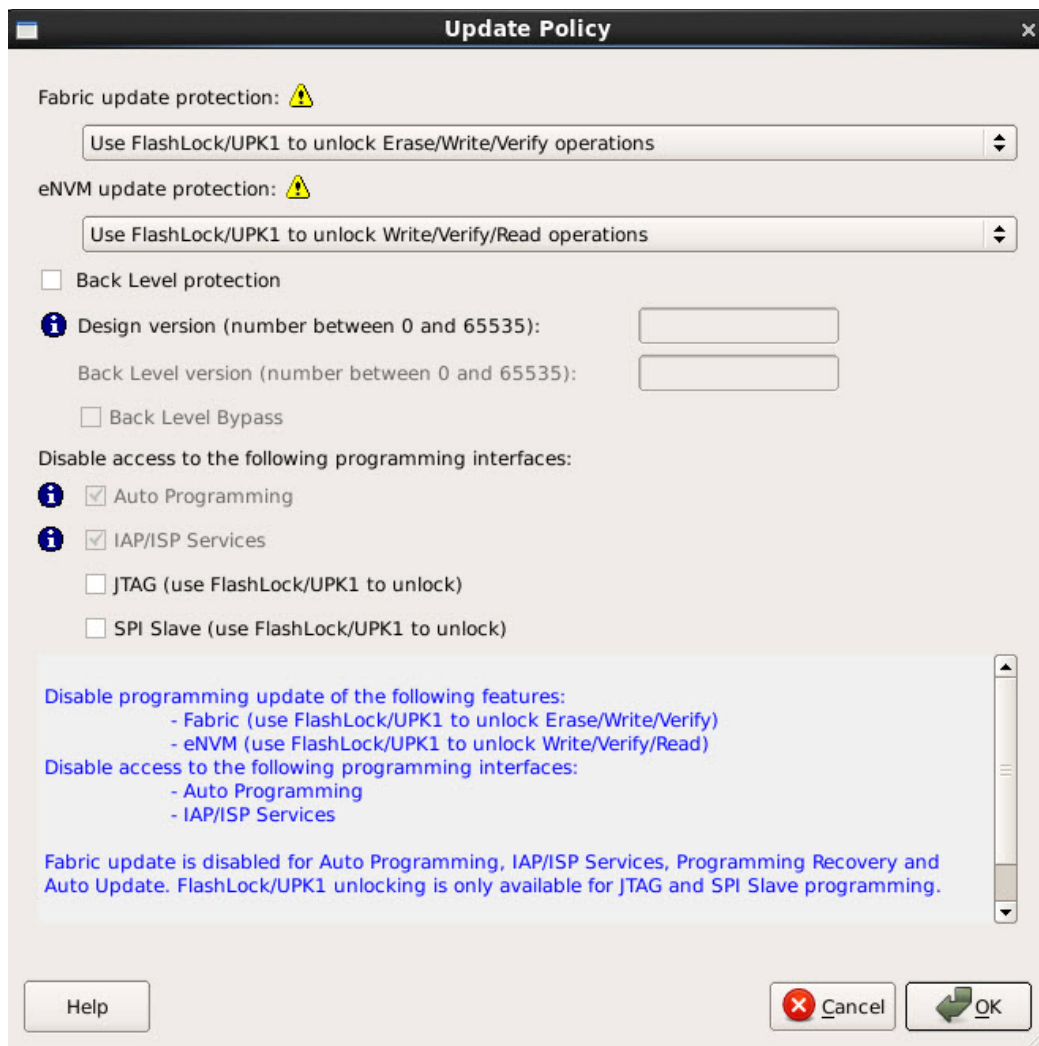 Update Policy
Fabric update protection:
Use FlashLock/UPK1 to unlock Erase/Write/Verify operations
eNVM update protection:
Use FlashLock/UPK1 to unlock Write/Verify/Read operations
Back Level protection
Design version (number between 0 and 65535):
Back Level version (number between 0 and 65535):
Back Level Bypass
Disable access to the following programming interfaces:
Auto Programming
IAP/ISP Services
JTAG (use FlashLock/UPK1 to unlock)
SPI Slave (use FlashLock/UPK1 to unlock)
Disable programming update of the following features:
- Fabric (use FlashLock/UPK1 to unlock Erase/Write/Verify)
- eNVM (use FlashLock/UPK1 to unlock Write/Verify/Read)
Disable access to the following programming interfaces:
- Auto Programming
- IAP/ISP Services
Fabric update is disabled for Auto Programming, IAP/ISP Services, Programming Recovery and
Auto Update. FlashLock/UPK1 unlocking is only available for JTAG and SPI Slave programming.
Help
Cancel
OK